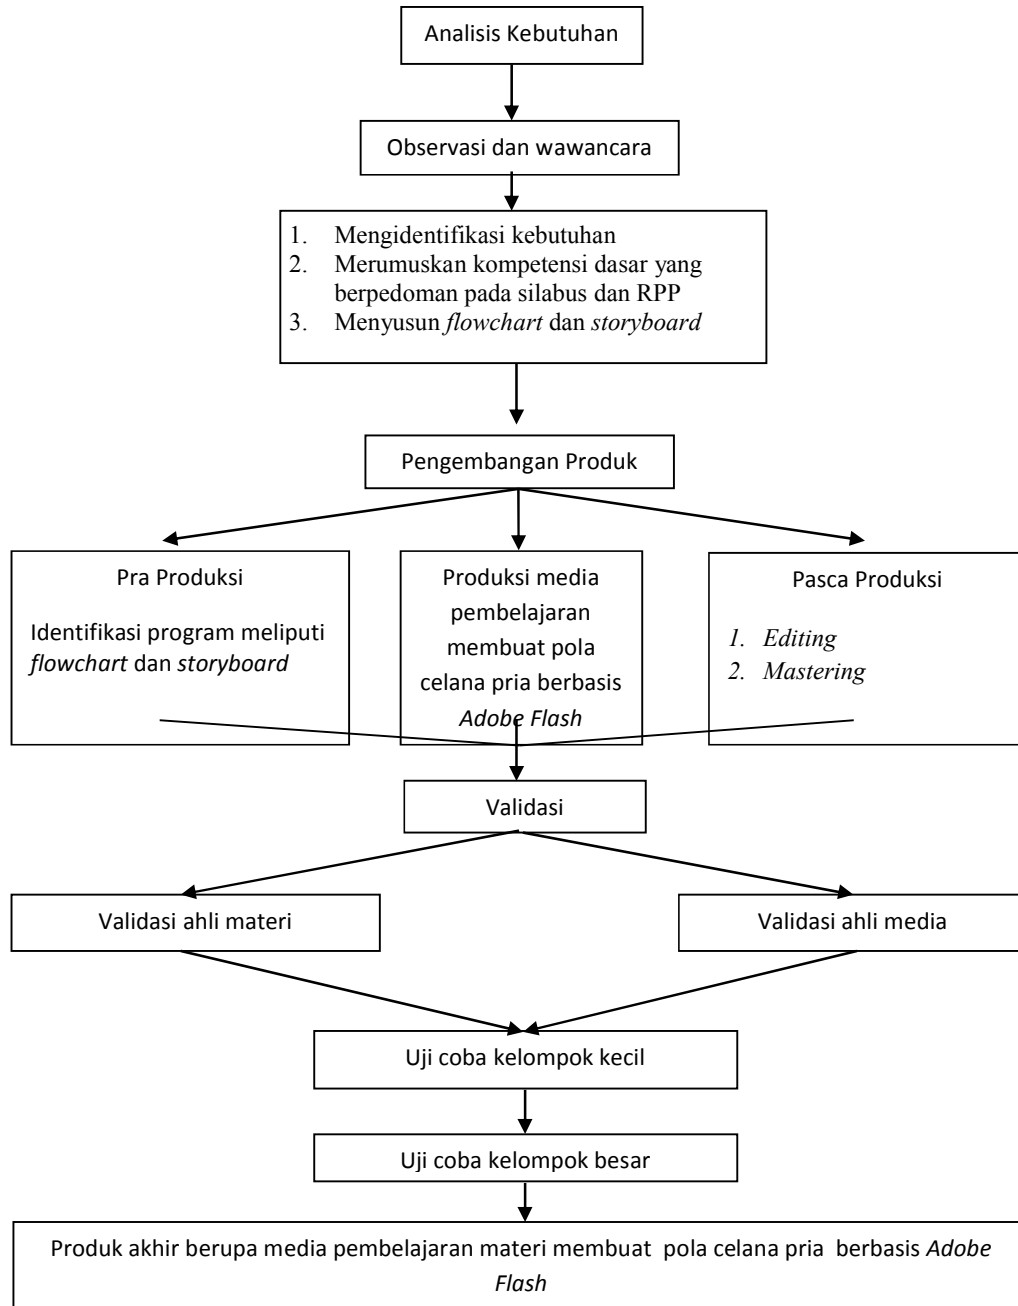 Analisis Kebutuhan
Observasi dan wawancara
1. Mengidentifikasi kebutuhan
2. Merumuskan kompetensi dasar yang
berpedoman pada silabus dan RPP
3. Menyusun flowchart dan storyboard
Pengembangan Produk
Pra Produksi
Identifikasi program meliputi
flowchart dan storyboard
Produksi media
pembelajaran
membuat pola
celana pria berbasis
Adobe Flash
Pasca Produksi
1. Editing
2. Mastering
Validasi
Validasi ahli materi
Validasi ahli media
Uji coba kelompok kecil
Uji coba kelompok besar
Produk akhir berupa media pembelajaran materi membuat pola celana pria berbasis Adobe
Flash